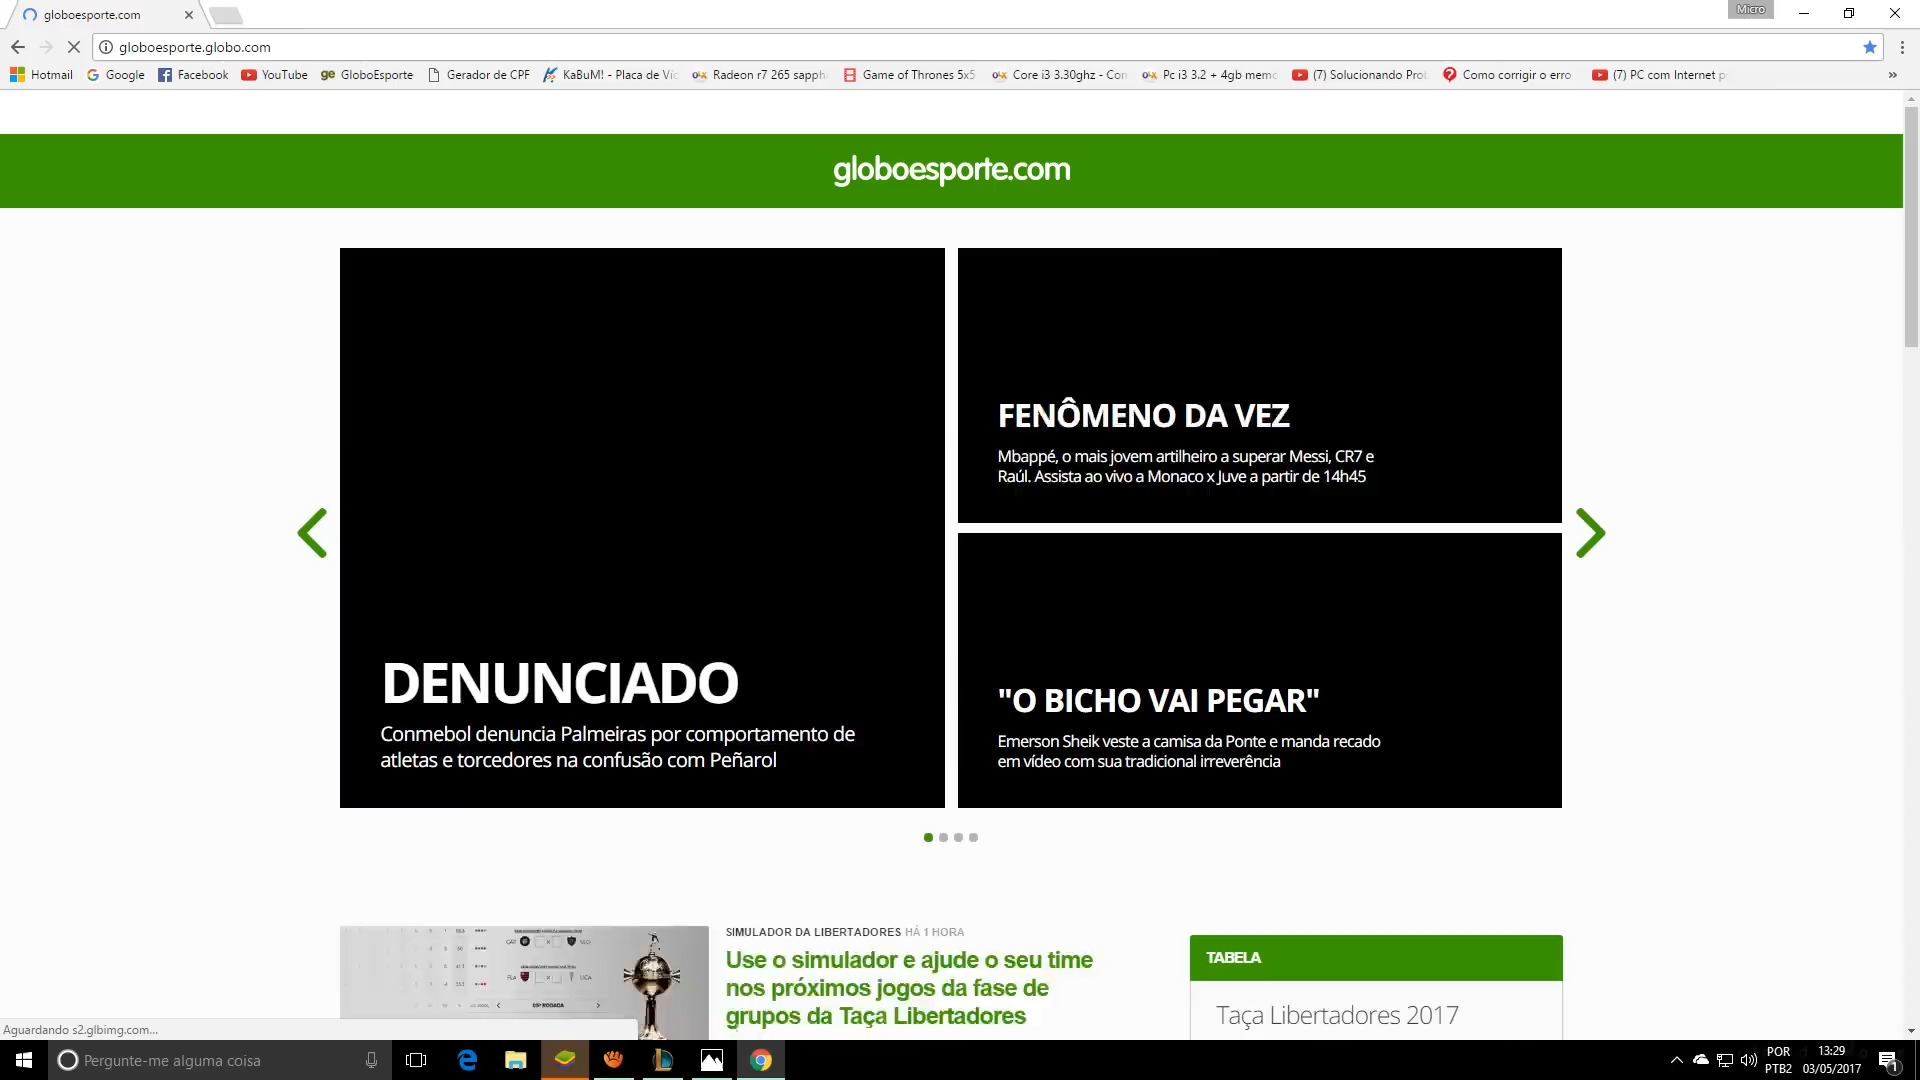 globoesporte.com
Micro
globoesporte.globo.com
Hotmail
Google
Facebook
YouTube
GloboEsporte
Gerador de CPF
KaBuM! - Placa de Víc
Radeon r7 265 sapph
Game of Thrones 5x5
Core i3 3.30ghz - Con
Pc i3 3.2 + 4gb memo
(7) Solucionando Pro
Como corrigir o erro
(7) PC com Internet p
globoesporte.com
DENUNCIADO
Conmebol denuncia Palmeiras por comportamento de
atletas e torcedores na confusão com Peñarol
FENÔMENO DA VEZ
Mbappé, o mais jovem artilheiro a superar Messi, CR7 e
Raúl. Assista ao vivo a Monaco x Juve a partir de 14h45
"O BICHO VAI PEGAR"
Emerson Sheik veste a camisa da Ponte e manda recado
em vídeo com sua tradicional irreverência
SIMULADOR DA LIBERTADORES HÁ 1 HORA
Use o simulador e ajude o seu time
nos próximos jogos da fase de
grupos da Taça Libertadores
TABELA
Taça Libertadores 2017
Aguardando s2.glbimg.com...
Pergunte-me alguma coisa
POR
PTB2
13:29
03/05/2017
1